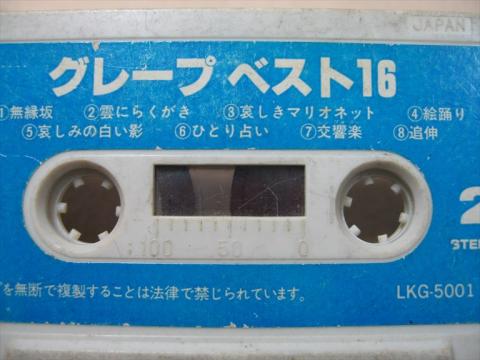 JAPAN
グレープ ベスト16
①無縁坂 ②雲にらくがき ③哀しきマリオネット ④絵踊り
⑤哀しみの白い影 ⑥ひとり占い ⑦交響楽 ⑧追伸
100 50 0
2
STE
を無断で複製することは法律で禁じられています。 LKG-5001